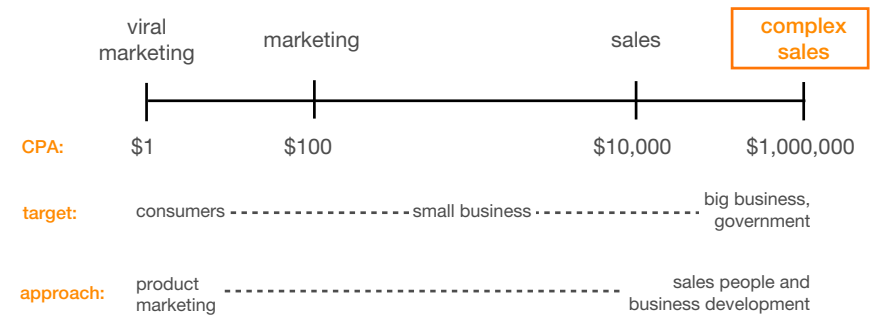 viral
marketing
marketing
sales
complex
sales
CPA: $1 $100 $10,000 $1,000,000
target: consumers small business big business,
government
approach: product
marketing
sales people and
business development